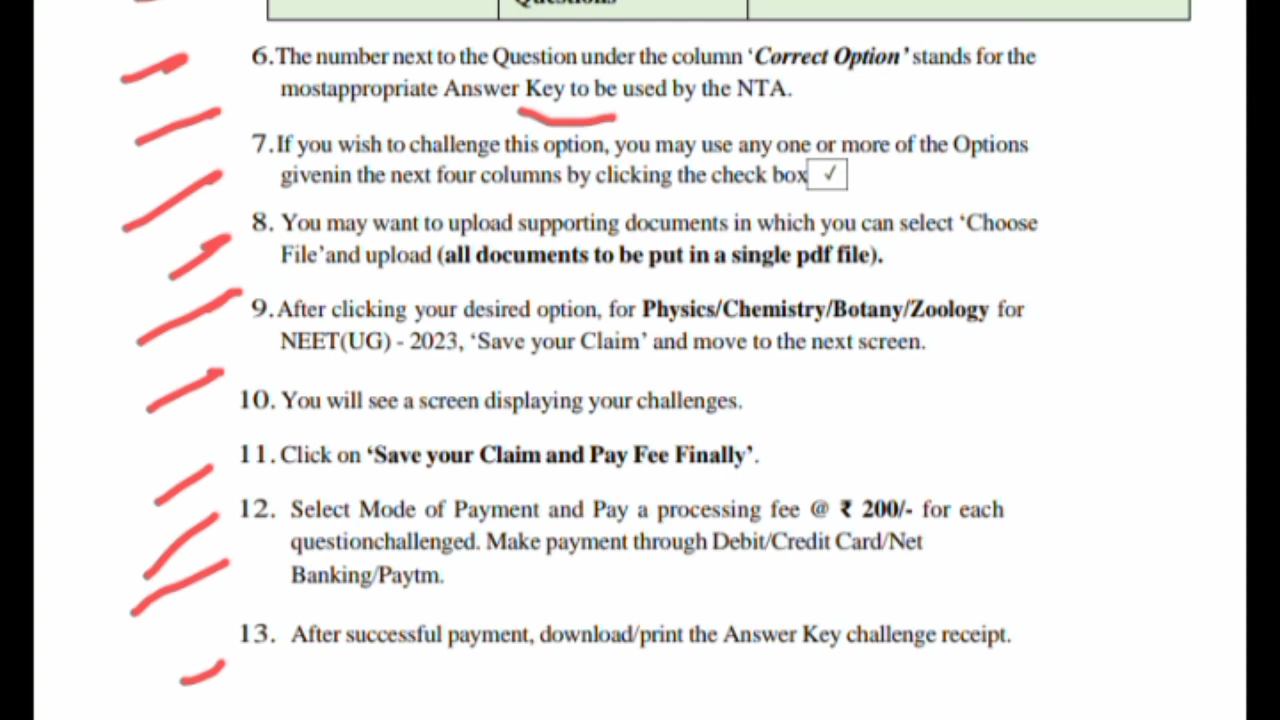 Questions
6.The number next to the Question under the column ‘Correct Option’ stands for the
mostappropriate Answer Key to be used by the NTA.
7.If you wish to challenge this option, you may use any one or more of the Options
givenin the next four columns by clicking the check box ✓
8. You may want to upload supporting documents in which you can select ‘Choose
File’and upload (all documents to be put in a single pdf file).
9.After clicking your desired option, for Physics/Chemistry/Botany/Zoology for
NEET(UG) - 2023, ‘Save your Claim’ and move to the next screen.
10. You will see a screen displaying your challenges.
11. Click on ‘Save your Claim and Pay Fee Finally’.
12. Select Mode of Payment and Pay a processing fee @ ₹ 200/- for each
questionchallenged. Make payment through Debit/Credit Card/Net
Banking/Paytm.
13. After successful payment, download/print the Answer Key challenge receipt.